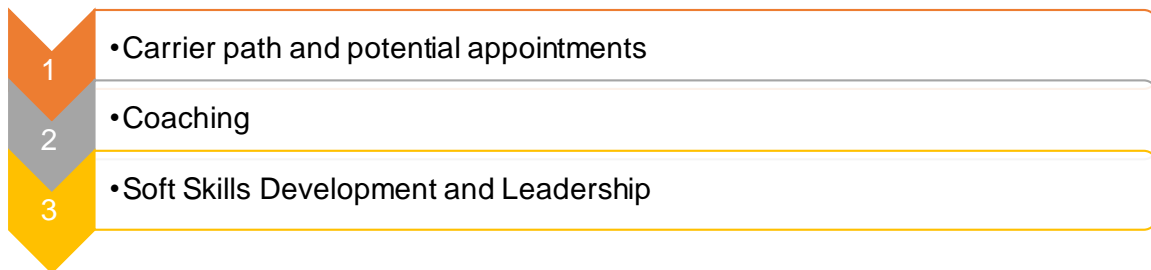 1
•Carrier path and potential appointments
2
•Coaching
3
•Soft Skills Development and Leadership